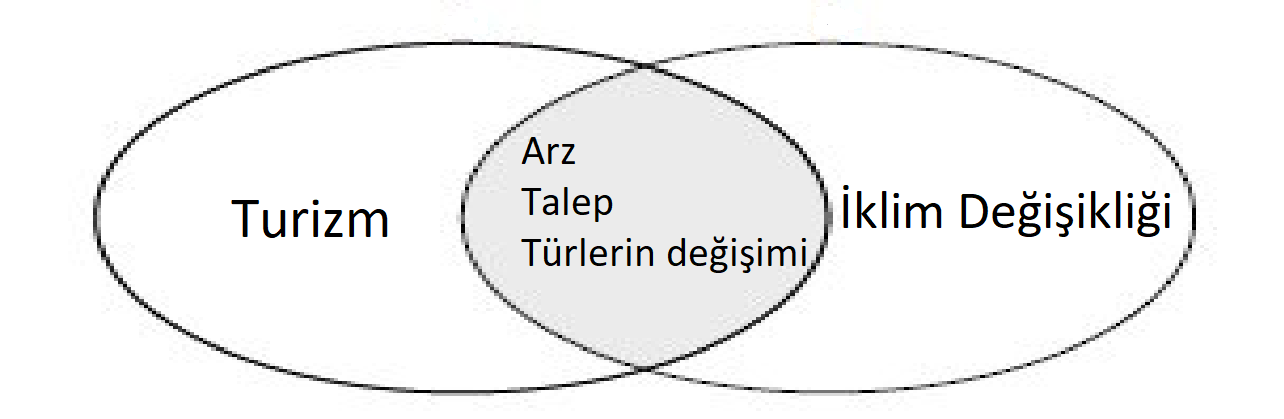 Turizm
Arz
Talep
Türlerin değişimi
İklim Değişikliği